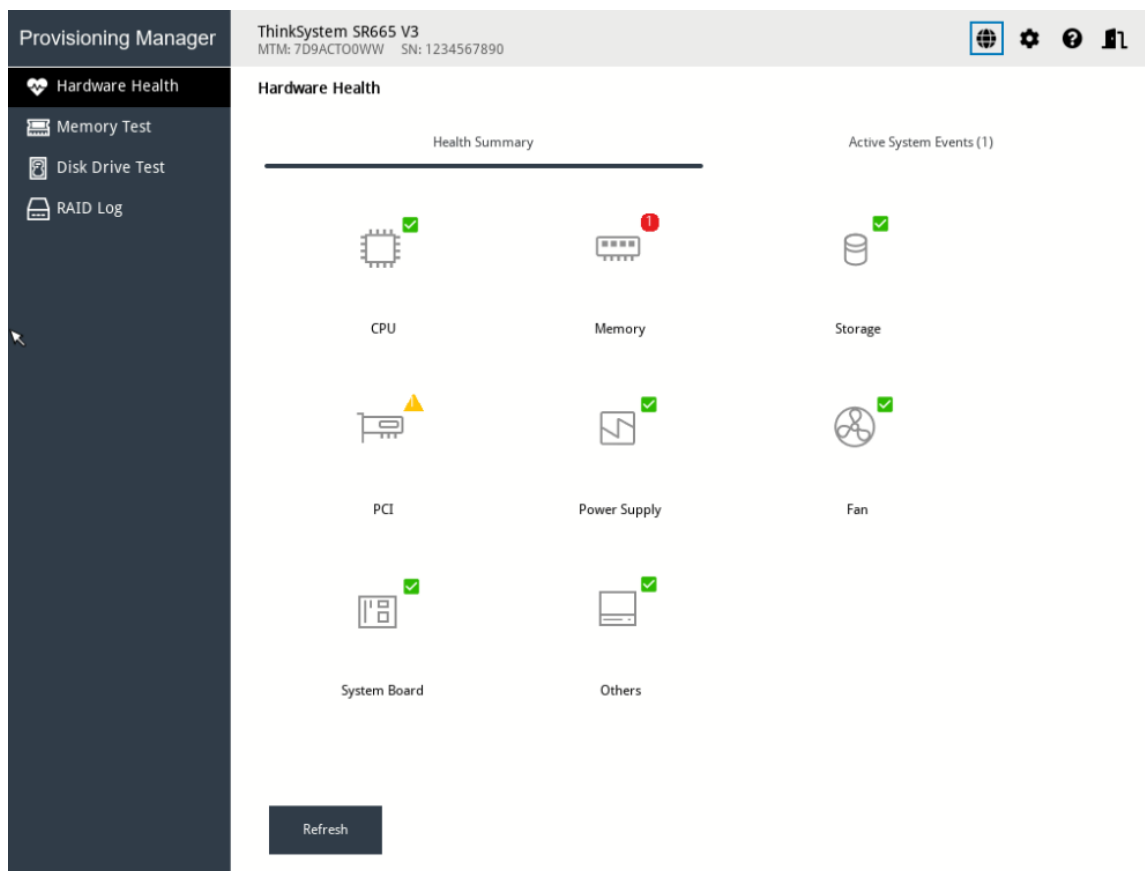 Provisioning Manager
ThinkSystem SR665 V3
MTM: 7D9ACTO0WW SN: 1234567890
Hardware Health
Memory Test
Disk Drive Test
RAID Log
Hardware Health
Health Summary
Active System Events (1)
1
CPU
Memory
Storage
PCI
Power Supply
Fan
System Board
Others
Refresh